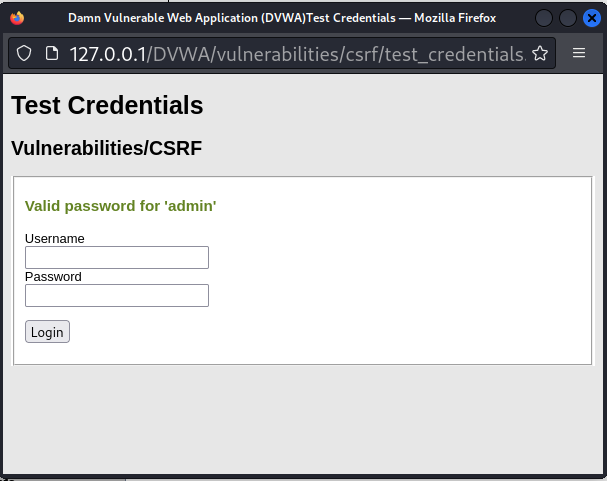 Damn Vulnerable Web Application (DVWA)Test Credentials — Mozilla Firefox
127.0.0.1/DVWA/vulnerabilities/csrf/test_credentials.
Test Credentials
Vulnerabilities/CSRF
Valid password for 'admin'
Username
Password
Login